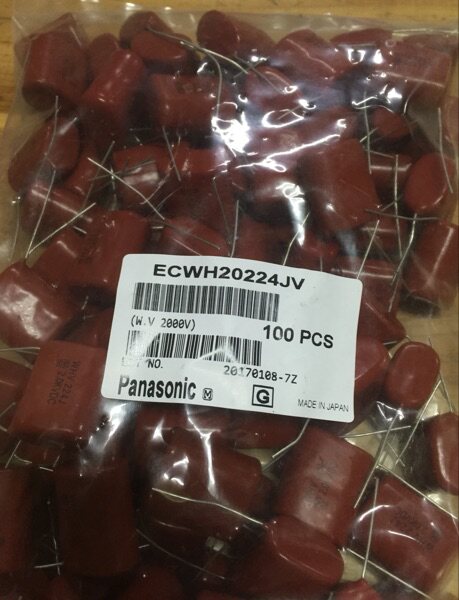 ECWH20224JV
(W.V 2000V)
100 PCS
NO.
20170108-7Z
Panasonic M
G
MADE IN JAPAN